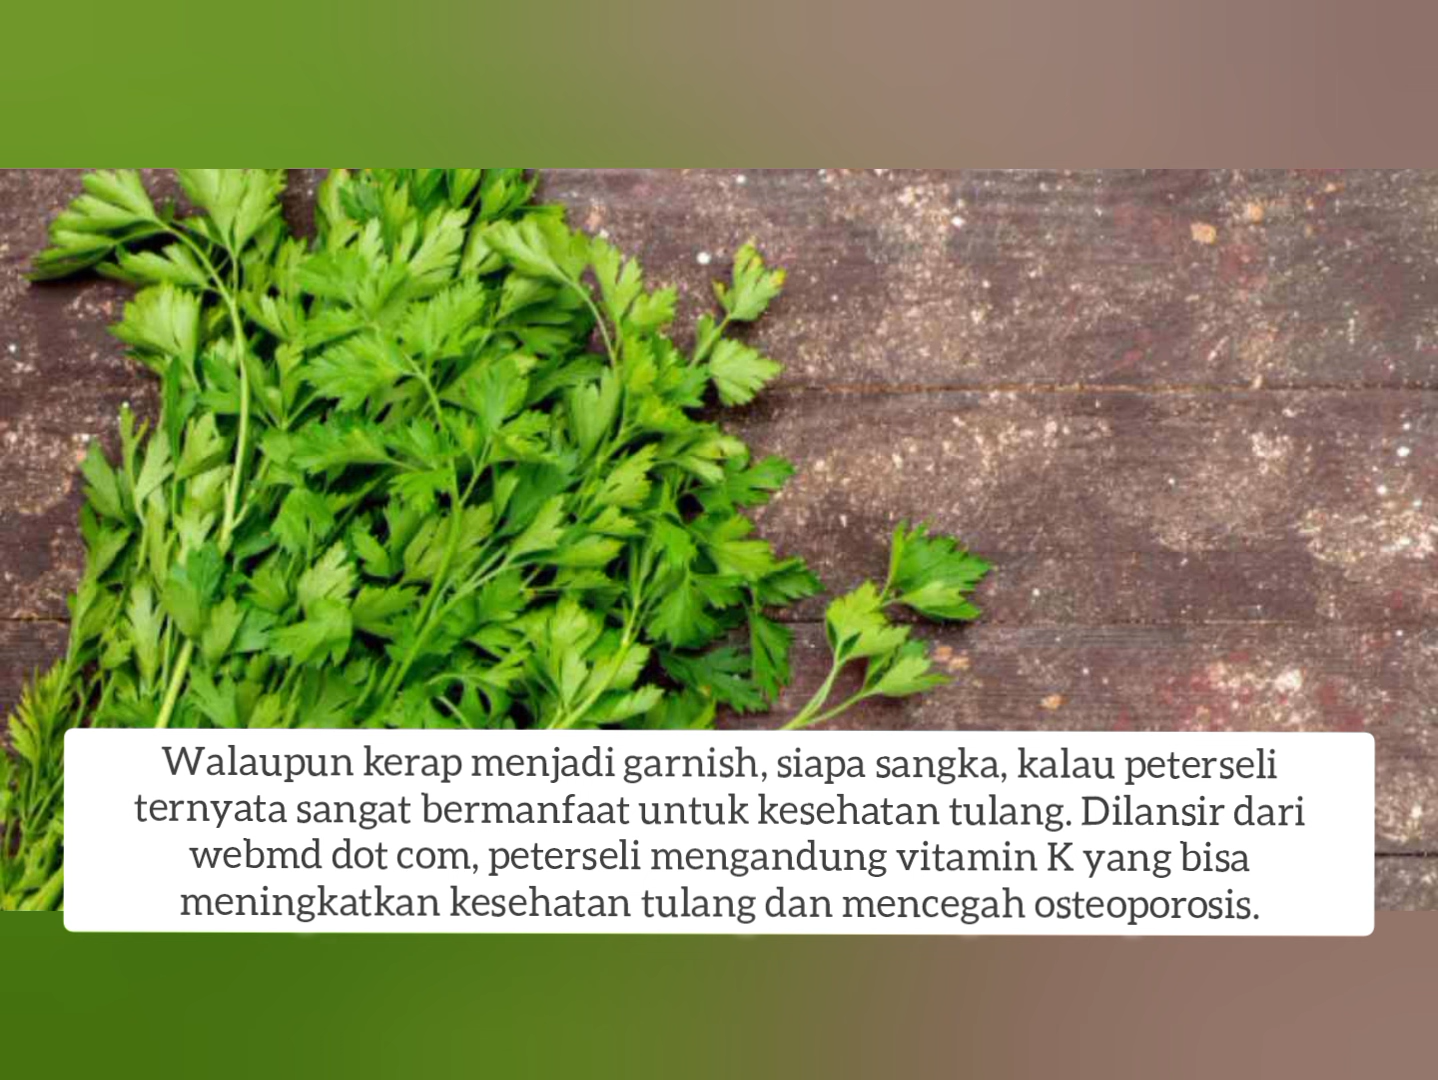 Walaupun kerap menjadi garnish, siapa sangka, kalau peterseli
ternyata sangat bermanfaat untuk kesehatan tulang. Dilansir dari
webmd dot com, peterseli mengandung vitamin K yang bisa
meningkatkan kesehatan tulang dan mencegah osteoporosis.